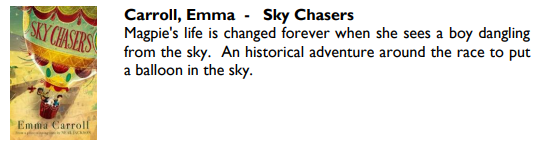 SKY CHASERS
Emma Carroll
Carroll, Emma - Sky Chasers
Magpie's life is changed forever when she sees a boy dangling
from the sky. An historical adventure around the race to put
a balloon in the sky.